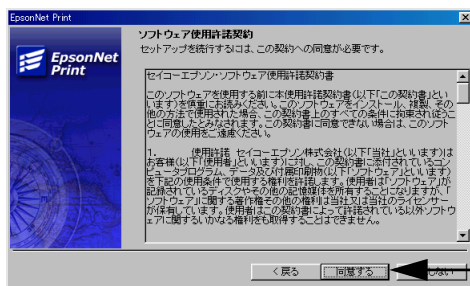 EpsonNet Print
ソフトウェア使用許諾契約
セットアップを続行するには、この契約への同意が必要です。
EpsonNet
Print
セイコーエプソン・ソフトウェア使用許諾契約書
このソフトウェアを使用する前に本使用許諾契約書(以下「この契約書」とい
います)を慎重にお読みください。このソフトウェアをインストール、複製、その
他の方法で使用された場合、この契約書上のすべての条件に拘束されぼうこ
とに同意したとみなされます。この契約書に同意できない場合は、このソフト
ウェアの使用をご遠慮ください。
1. 使用許諾 セイコーエプソン株式会社(以下「当社」といいます)は
お客様(以下「使用者」といいます)に対し、この契約書に添付されているコン
ピュータプログラム、データ及び付属印刷物(以下「ソフトウェア」といいます)
を下記の使用条件で使用する権利を許諾します。使用者は「ソフトウェア」が
記録されているディスクやその他の記憶媒体を所有することになりますが、「
ソフトウェア」に関する著作権その他の権利は当社又は当社のライセンサー
が保有しています。使用者はこの契約書によって許諾されている以外ソフトウ
ェアに関するいかなる権利をも取得することはできません。
< 戻る 同意する しない